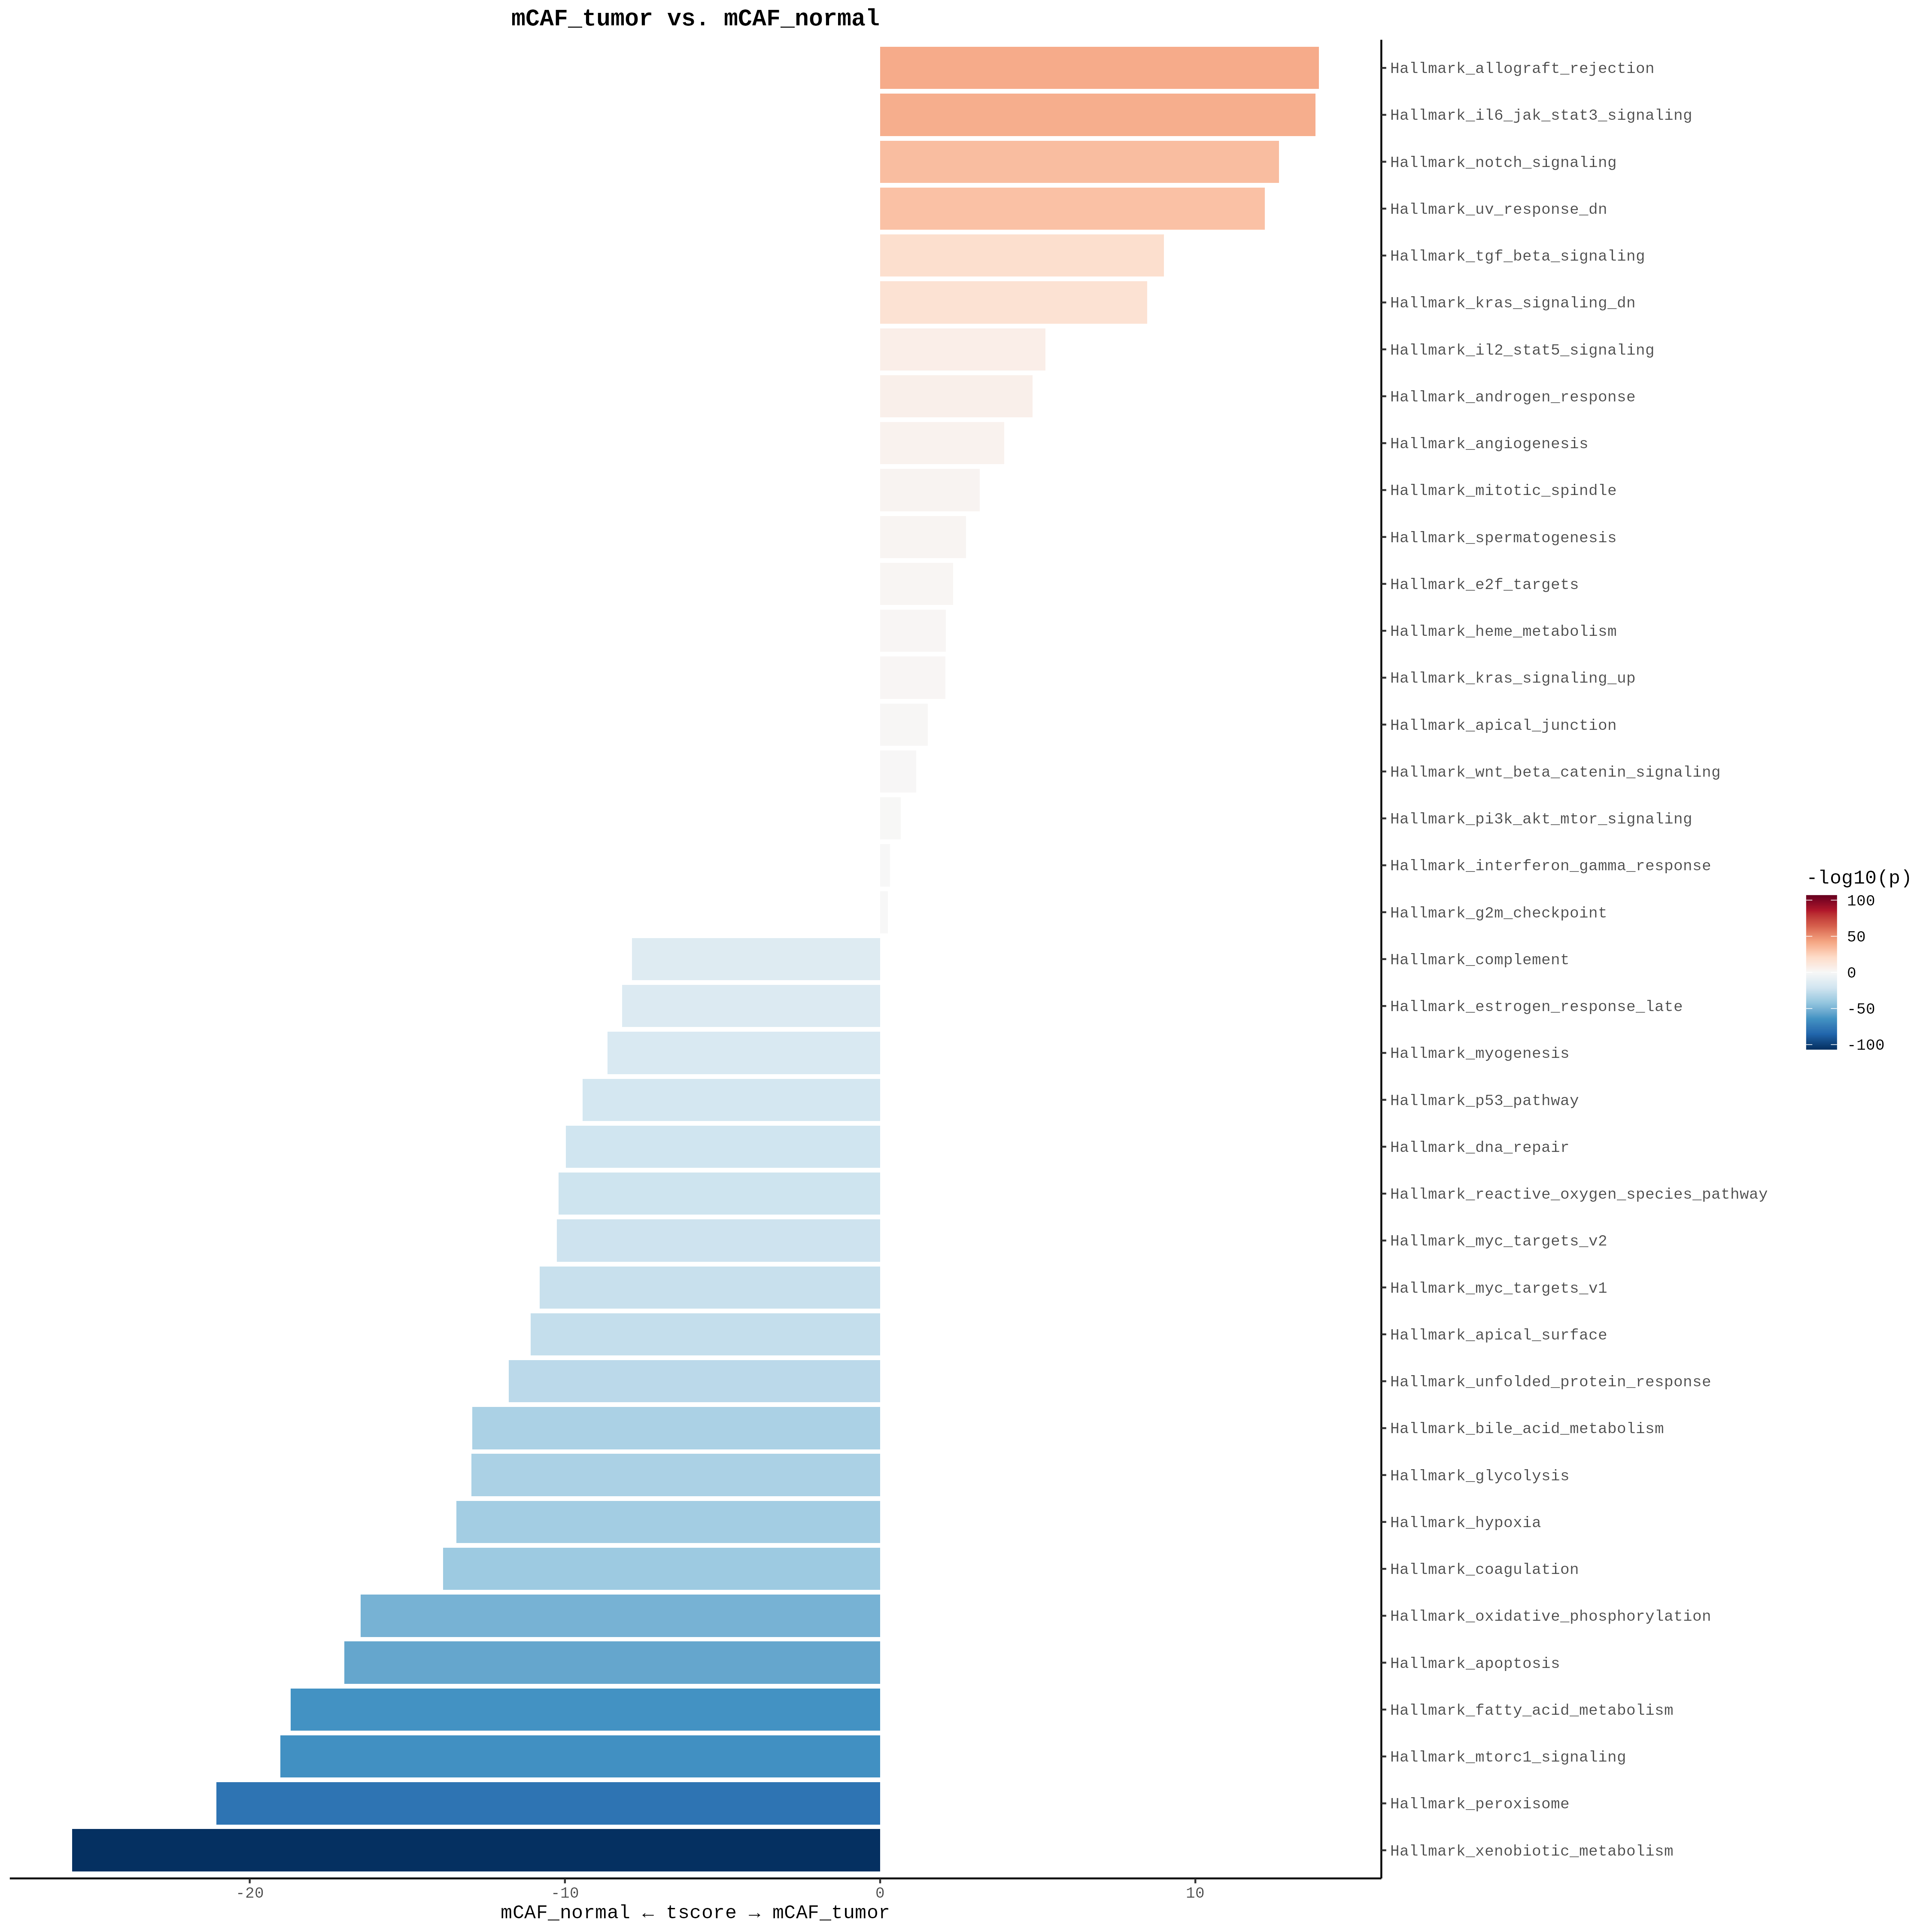 mCAF_tumor vs. mCAF_normal
Hallmark_allograft_rejection
Hallmark_il6_jak_stat3_signaling
Hallmark_notch_signaling
Hallmark_uv_response_dn
Hallmark_tgf_beta_signaling
Hallmark_kras_signaling_dn
Hallmark_il2_stat5_signaling
Hallmark_androgen_response
Hallmark_angiogenesis
Hallmark_mitotic_spindle
Hallmark_spermatogenesis
Hallmark_e2f_targets
Hallmark_heme_metabolism
Hallmark_kras_signaling_up
Hallmark_apical_junction
Hallmark_wnt_beta_catenin_signaling
Hallmark_pi3k_akt_mtor_signaling
Hallmark_interferon_gamma_response
Hallmark_g2m_checkpoint
Hallmark_complement
Hallmark_estrogen_response_late
Hallmark_myogenesis
Hallmark_p53_pathway
Hallmark_dna_repair
Hallmark_reactive_oxygen_species_pathway
Hallmark_myc_targets_v2
Hallmark_myc_targets_v1
Hallmark_apical_surface
Hallmark_unfolded_protein_response
Hallmark_bile_acid_metabolism
Hallmark_glycolysis
Hallmark_hypoxia
Hallmark_coagulation
Hallmark_oxidative_phosphorylation
Hallmark_apoptosis
Hallmark_fatty_acid_metabolism
Hallmark_mtorc1_signaling
Hallmark_peroxisome
Hallmark_xenobiotic_metabolism
-log10(p)
100
50
0
-50
-100
-20 -10 0 10
mCAF_normal ← tscore → mCAF_tumor